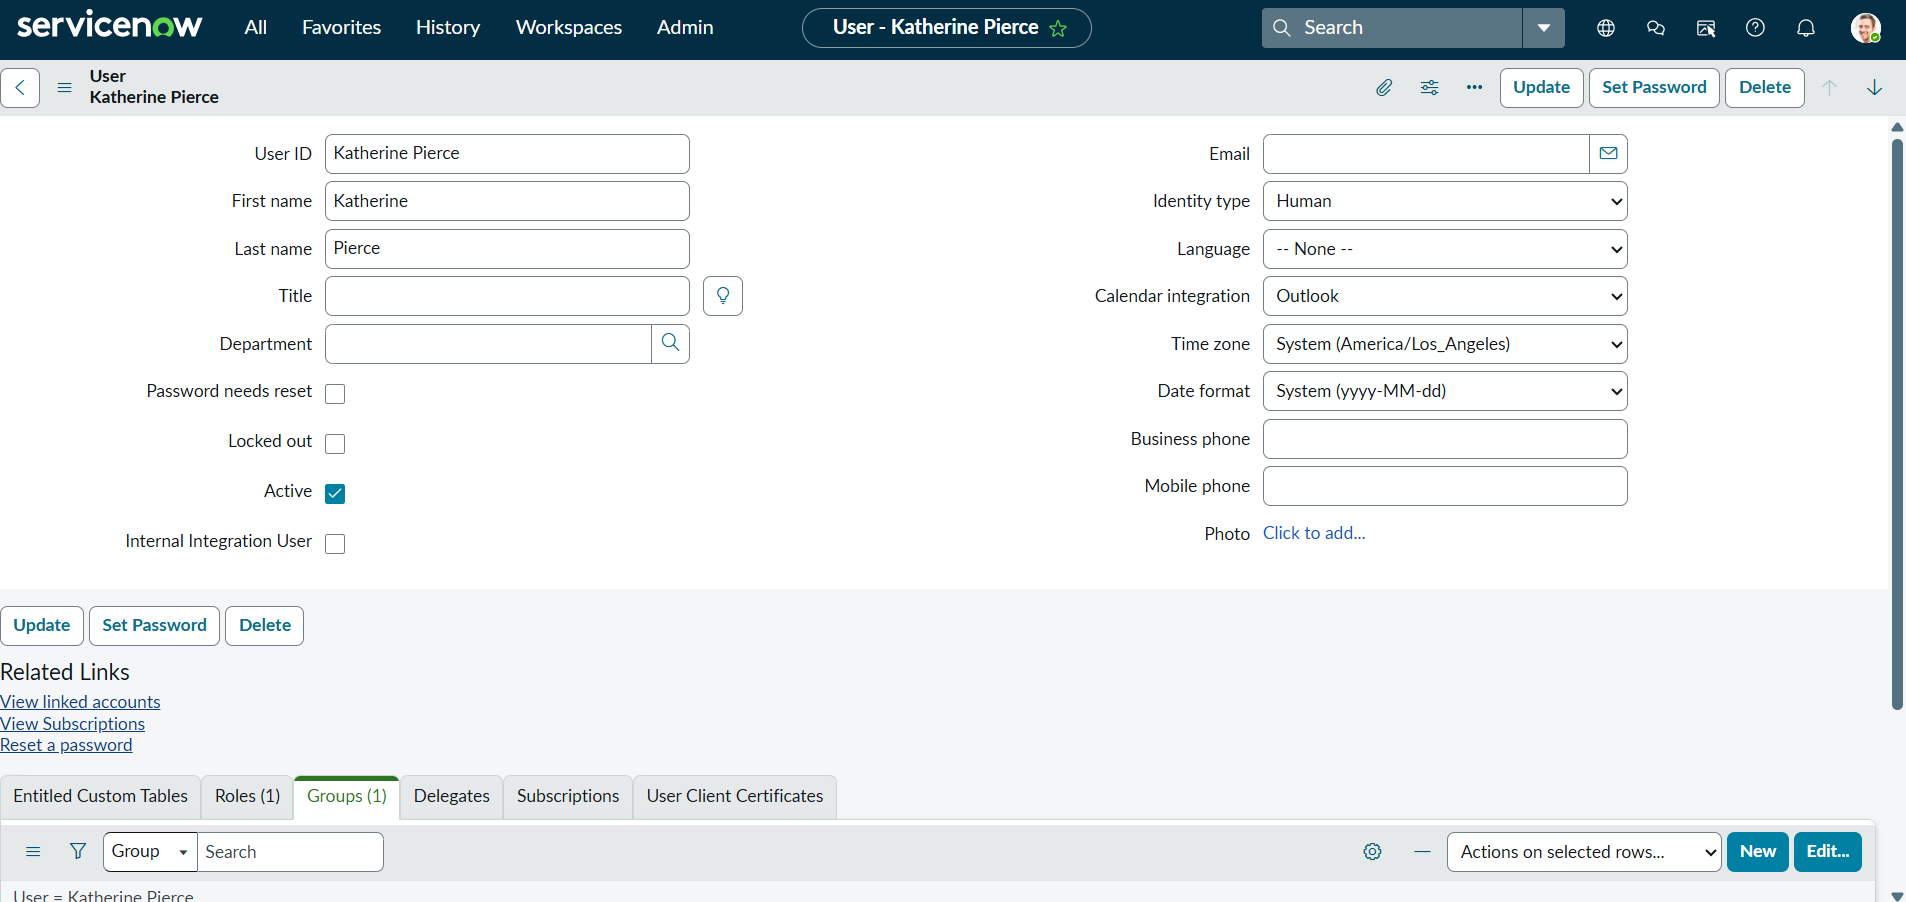 servicenow
All
Favorites
History
Workspaces
Admin
User - Katherine Pierce
Search
User
Katherine Pierce
Update
Set Password
Delete
User ID
Katherine Pierce
First name
Katherine
Last name
Pierce
Title
Department
Password needs reset
Locked out
Active
Internal Integration User
Email
Identity type
Human
Language
-- None --
Calendar integration
Outlook
Time zone
System (America/Los_Angeles)
Date format
System (yyyy-MM-dd)
Business phone
Mobile phone
Photo
Click to add...
Update
Set Password
Delete
Related Links
View linked accounts
View Subscriptions
Reset a password
Entitled Custom Tables
Roles (1)
Groups (1)
Delegates
Subscriptions
User Client Certificates
Group
Search
Actions on selected rows...
New
Edit...
User = Katherine Pierce